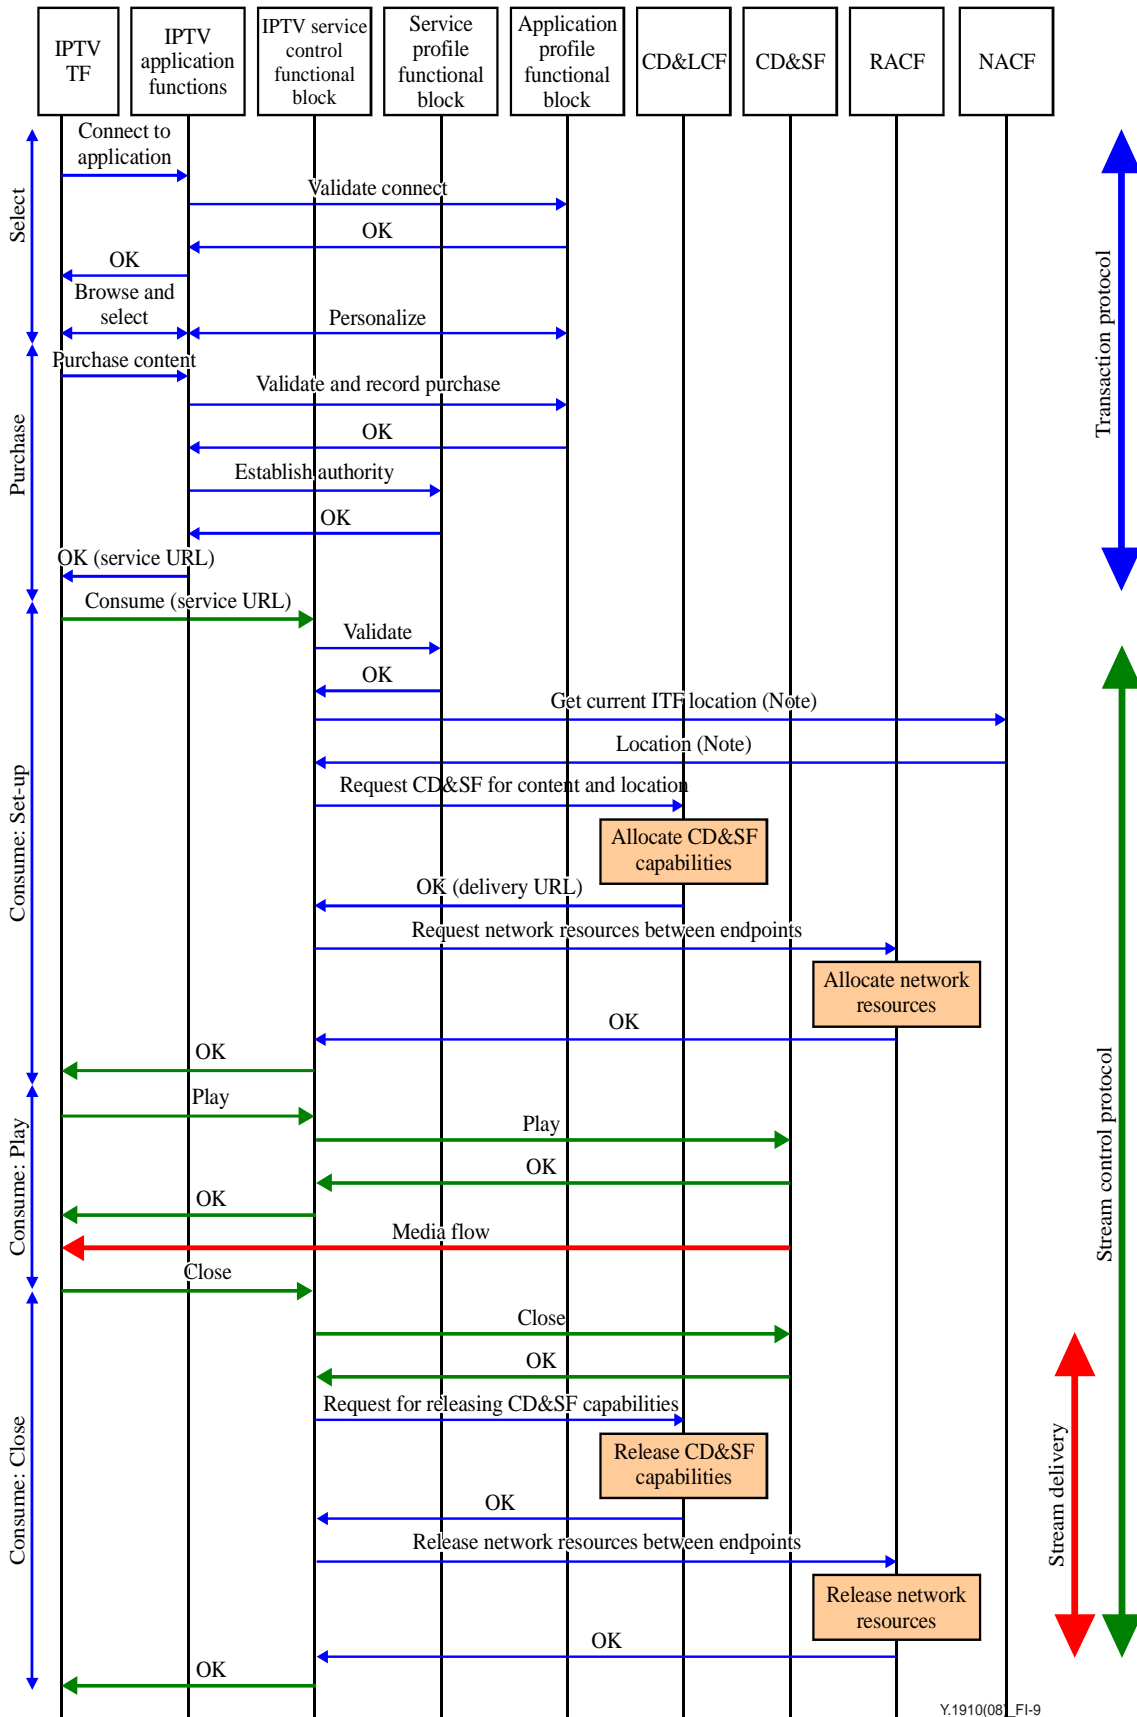 IPTV
TF
IPTV
application
functions
IPTV service
control
functional
block
Service
profile
functional
block
Application
profile
functional
block
CD&LCF
CD&SF
RACF
NACF
Select
Connect to
application
Validate connect
OK
OK
Browse and
select
Personalize
Transaction protocol
Purchase
Purchase content
Validate and record purchase
OK
Establish authority
OK
OK (service URL)
Consume: Set-up
Consume (service URL)
Validate
OK
Get current ITF location (Note)
Location (Note)
Request CD&SF for content and location
Allocate CD&SF
capabilities
OK (delivery URL)
Request network resources between endpoints
Allocate network
resources
OK
OK
Stream control protocol
Consume: Play
Play
Play
OK
OK
Media flow
Consume: Close
Close
Close
OK
Request for releasing CD&SF capabilities
Release CD&SF
capabilities
OK
Stream delivery
Release network resources between endpoints
Release network
resources
OK
OK
Y.1910(08)_FI-9